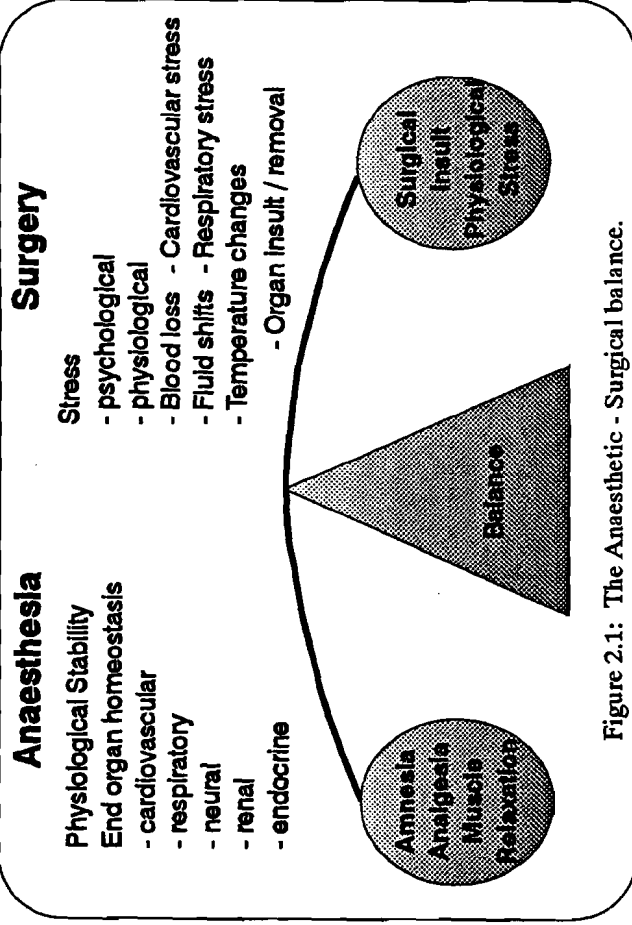 Anaesthesia
Surgery
Physiological Stability
End organ homeostasis
- cardiovascular
- respiratory
- neural
- renal
- endocrine
Stress
- psychological
- physiological
- Blood loss - Cardiovascular stress
- Fluid shifts - Respiratory stress
- Temperature changes
- Organ insult / removal
Amnesia
Analgesia
Muscle
Relaxation
Balance
Surgical
Insult
Physiological
Stress
Figure 2.1: The Anaesthetic - Surgical balance.